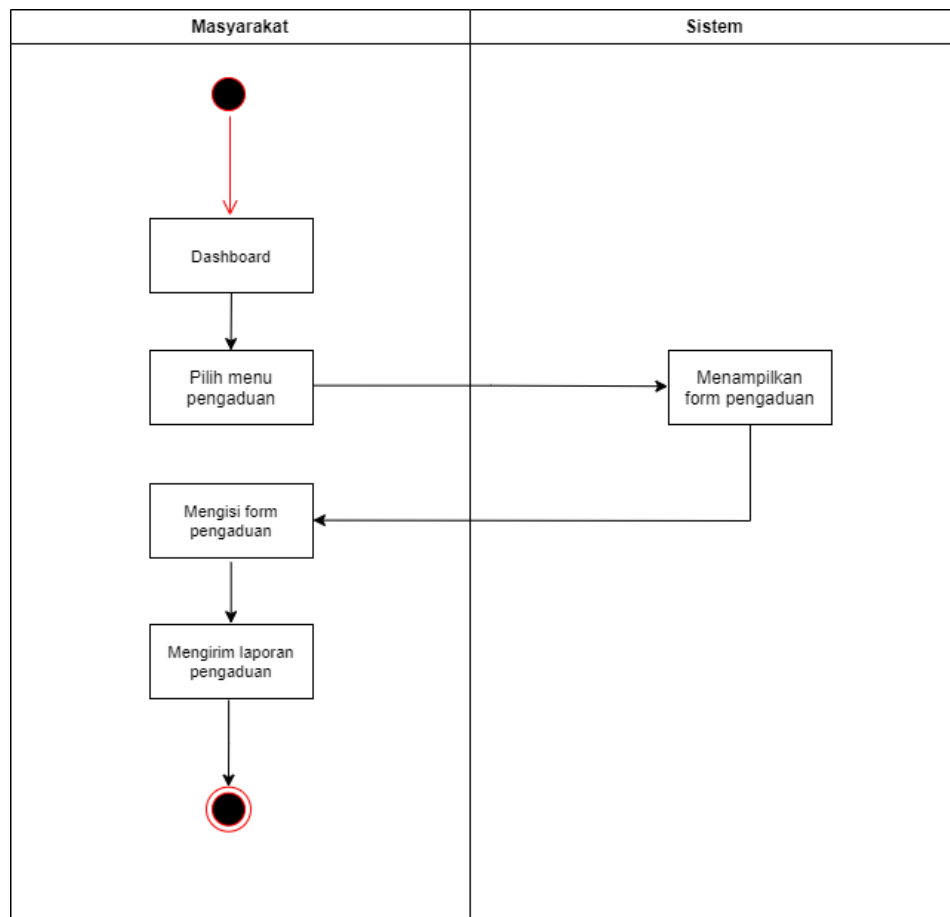 Masyarakat
Sistem
Dashboard
Pilih menu
pengaduan
Menampilkan
form pengaduan
Mengisi form
pengaduan
Mengirim laporan
pengaduan